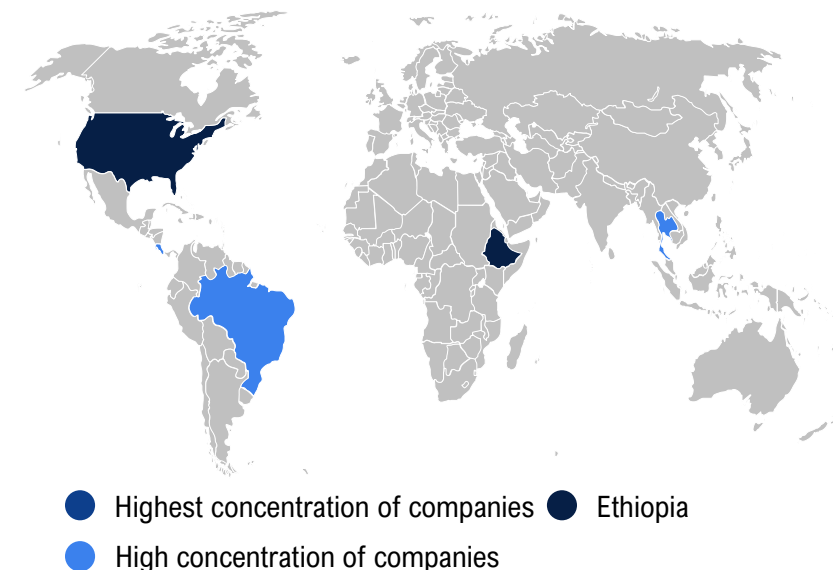 Highest concentration of companies
Ethiopia
High concentration of companies